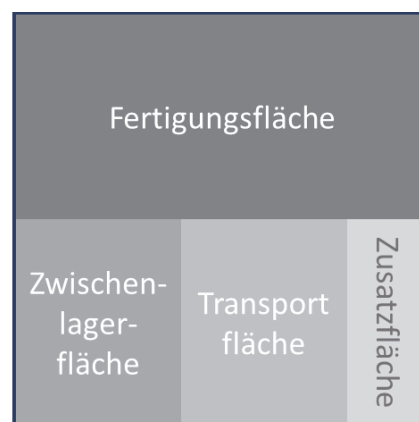 Fertigungsfläche
Zwischen-
lager-
fläche
Transport
fläche
Zusatzfläche